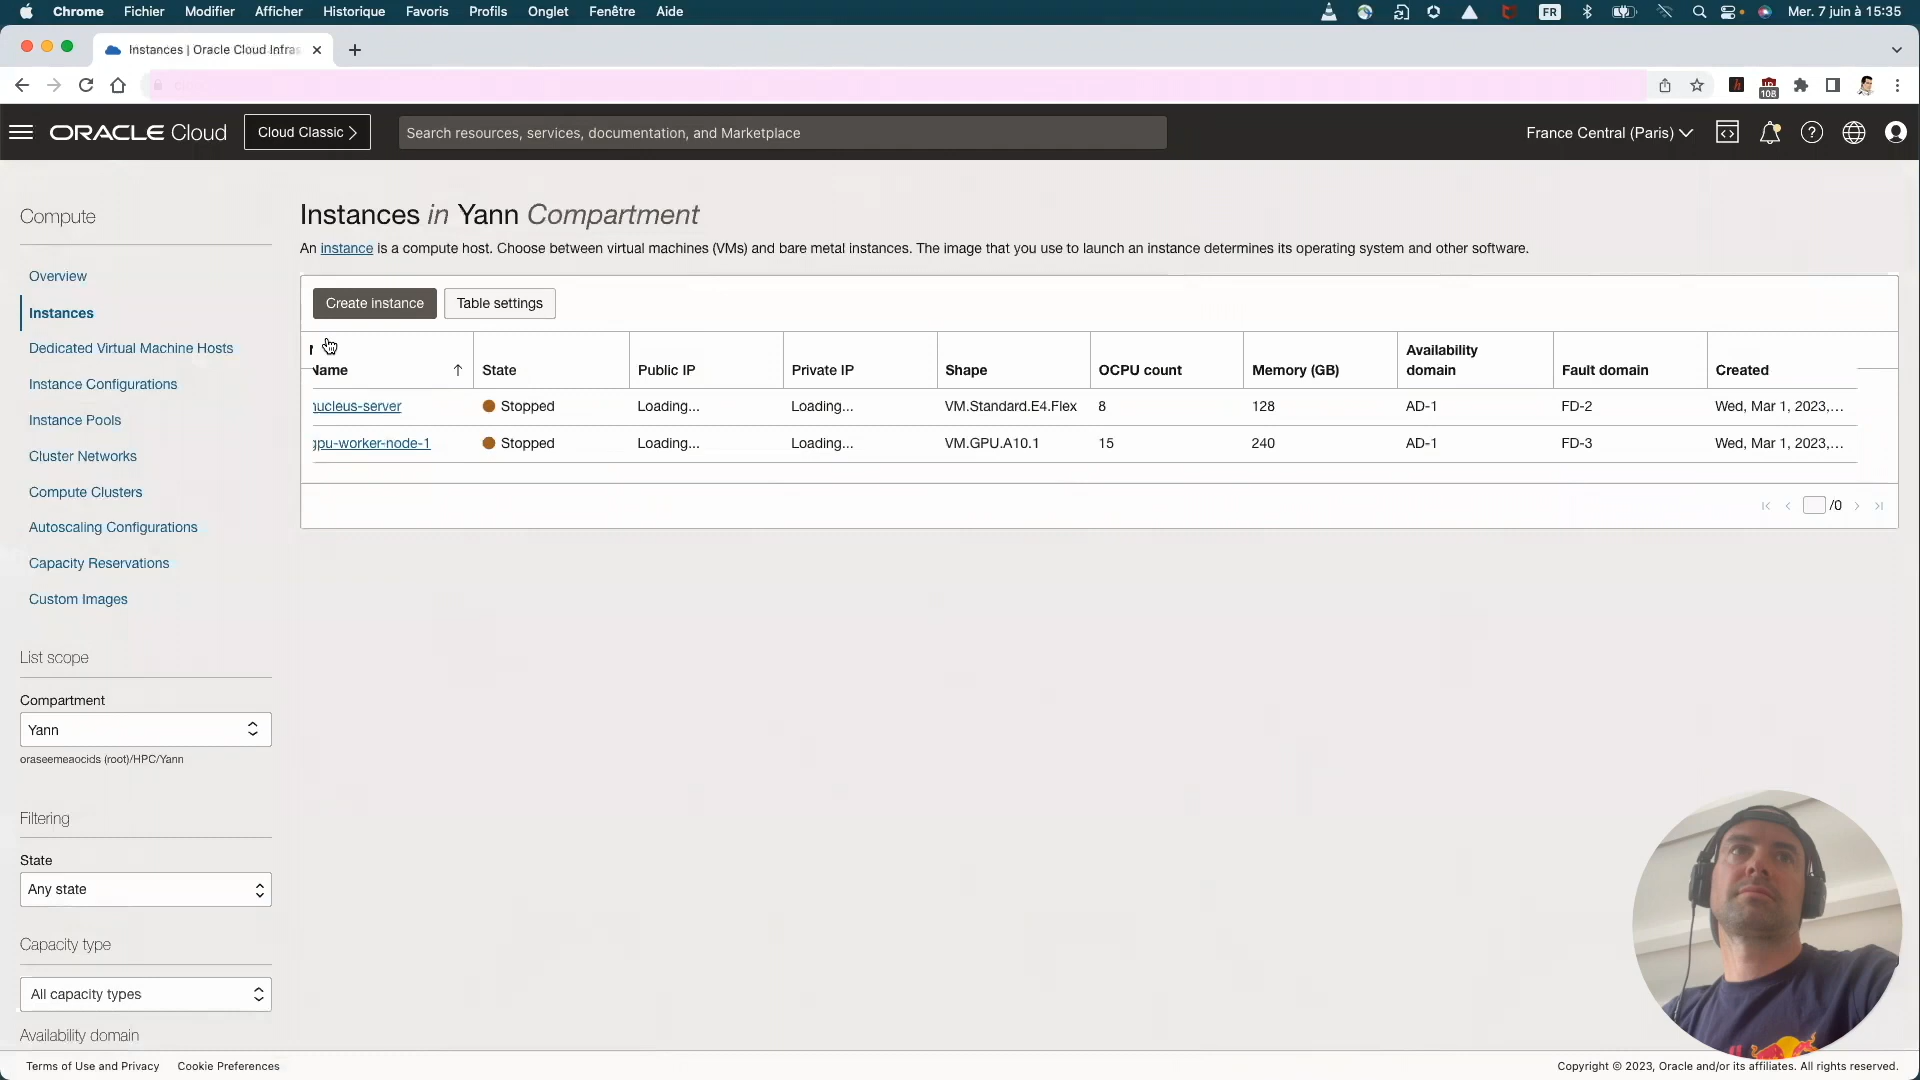 Chrome Fichier Modifier Afficher Historique Favoris Profils Onglet Fenêtre Aide FR Mer. 7 juin à 15:35
Instances | Oracle Cloud Infras
108
ORACLE Cloud Cloud Classic Search resources, services, documentation, and Marketplace France Central (Paris)
Compute
Overview
Instances
Dedicated Virtual Machine Hosts
Instance Configurations
Instance Pools
Cluster Networks
Compute Clusters
Autoscaling Configurations
Capacity Reservations
Custom Images
List scope
Compartment
Yann
oraseemeaocids (root)/HPC/Yann
Filtering
State
Any state
Capacity type
All capacity types
Availability domain
Instances in Yann Compartment
An instance is a compute host. Choose between virtual machines (VMs) and bare metal instances. The image that you use to launch an instance determines its operating system and other software.
Create instance Table settings
Name State Public IP Private IP Shape OCPU count Memory (GB) Availability domain Fault domain Created
nucleus-server Stopped Loading... Loading... VM.Standard.E4.Flex 8 128 AD-1 FD-2 Wed, Mar 1, 2023,...
gpu-worker-node-1 Stopped Loading... Loading... VM.GPU.A10.1 15 240 AD-1 FD-3 Wed, Mar 1, 2023,...
/0
Terms of Use and Privacy Cookie Preferences Copyright © 2023, Oracle and/or its affiliates. All rights reserved.